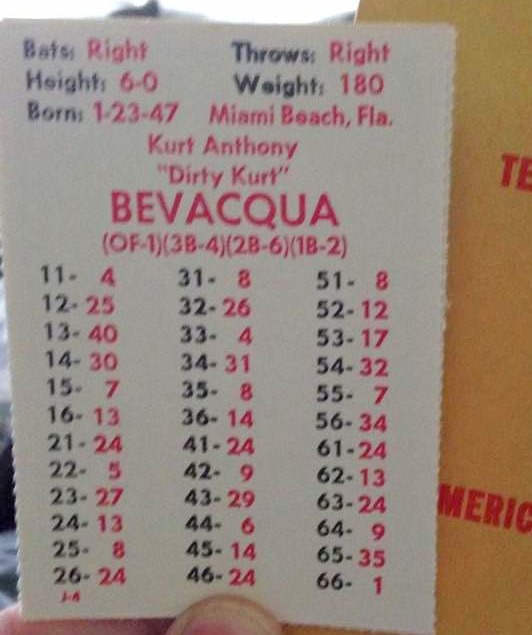 Bats: Right Throws: Right
Height: 6-0 Weight: 180
Born: 1-23-47 Miami Beach, Fla.
Kurt Anthony
"Dirty Kurt"
BEVACQUA
(OF-1)(3B-4)(2B-6)(1B-2)
11- 4 31- 8 51- 8
12- 25 32- 26 52- 12
13- 40 33- 4 53- 17
14- 30 34- 31 54- 32
15- 7 35- 8 55- 7
16- 13 36- 14 56- 34
21- 24 41- 24 61- 24
22- 5 42- 9 62- 13
23- 27 43- 29 63- 24
24- 13 44- 6 64- 9
25- 8 45- 14 65- 35
26- 24 46- 24 66- 1
J-4
TE
MERIC